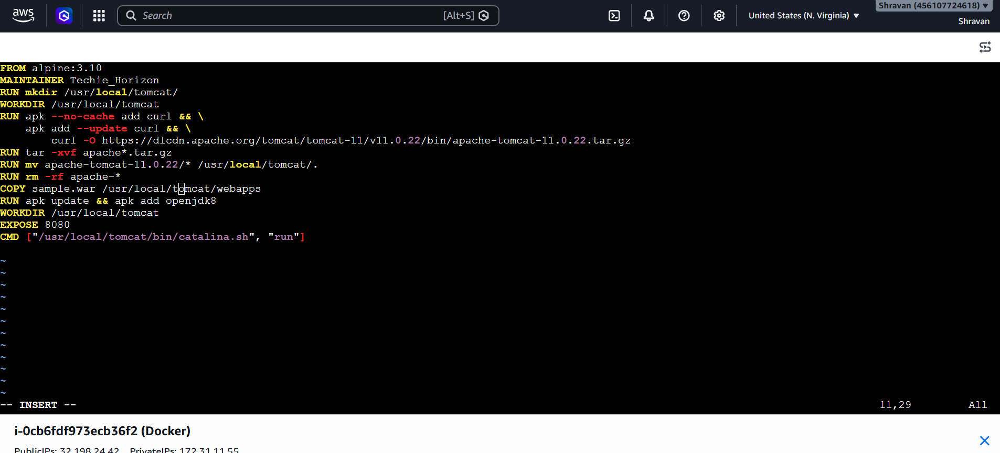 aws
Search
[Alt+S]
United States (N. Virginia) ▼
Shravan (456107724618) ▼
Shravan
FROM alpine:3.10
MAINTAINER Techie_Horizon
RUN mkdir /usr/local/tomcat/
WORKDIR /usr/local/tomcat
RUN apk --no-cache add curl && \
    apk add --update curl && \
        curl -O https://dlcdn.apache.org/tomcat/tomcat-11/v11.0.22/bin/apache-tomcat-11.0.22.tar.gz
RUN tar -xvf apache*.tar.gz
RUN mv apache-tomcat-11.0.22/* /usr/local/tomcat/.
RUN rm -rf apache-*
COPY sample.war /usr/local/tomcat/webapps
RUN apk update && apk add openjdk8
WORKDIR /usr/local/tomcat
EXPOSE 8080
CMD ["/usr/local/tomcat/bin/catalina.sh", "run"]
~
~
~
~
~
~
~
~
~
~
~
~
-- INSERT --
11,29
All
i-0cb6fdf973ecb36f2 (Docker)
PublicIPs: 32.198.24.42 PrivateIPs: 172.31.11.55